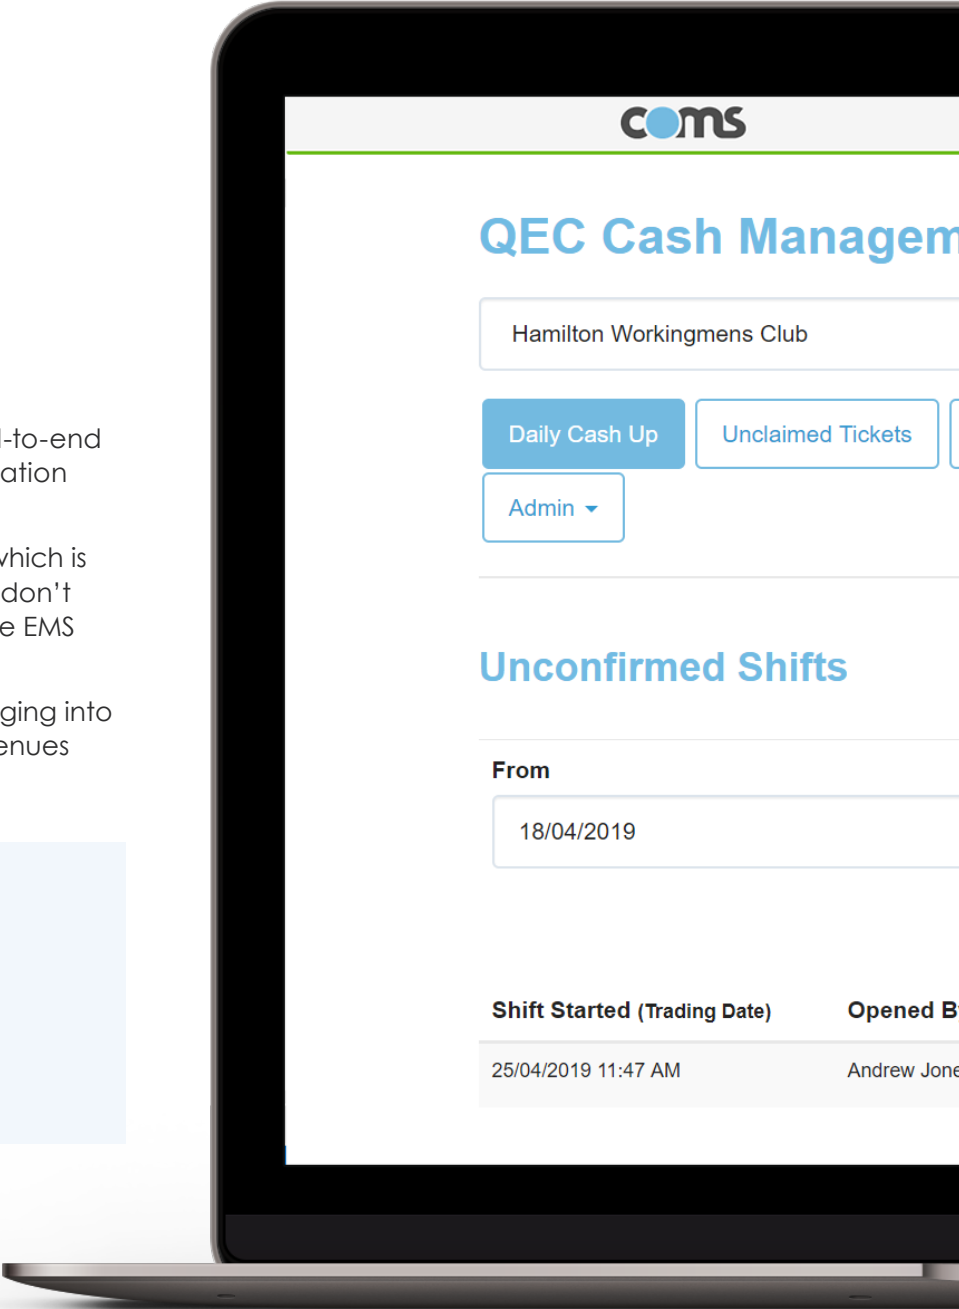 -to-end
ation
which is
don't
e EMS
ging into
enues
coms
QEC Cash Managem
Hamilton Workingmens Club
Daily Cash Up
Unclaimed Tickets
Admin
Unconfirmed Shifts
From
18/04/2019
Shift Started (Trading Date)
Opened B
25/04/2019 11:47 AM
Andrew Jone